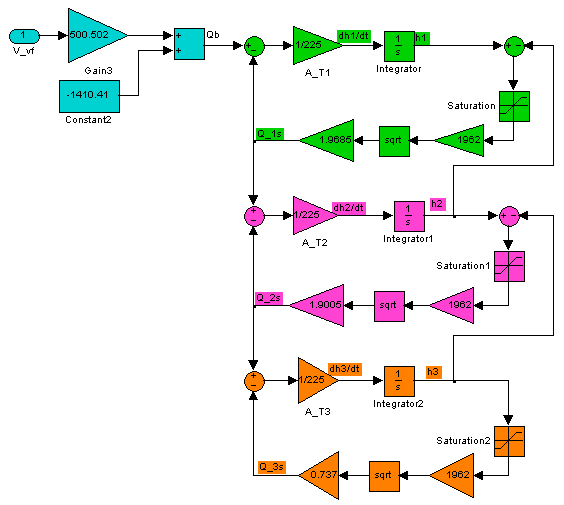 1
V_vf
500.502
Gain3
+
+
Qb
-1410.41
Constant2
+
−
1/225
A_T1
dh1/dt
1
s
Integrator
h1
+ −
Saturation
1962
sqrt
1.9685
Q_1s
+
−
1/225
A_T2
dh2/dt
1
s
Integrator1
h2
+ −
Saturation1
1962
sqrt
1.9005
Q_2s
+
−
1/225
A_T3
dh3/dt
1
s
Integrator2
h3
Saturation2
1962
sqrt
0.737
Q_3s